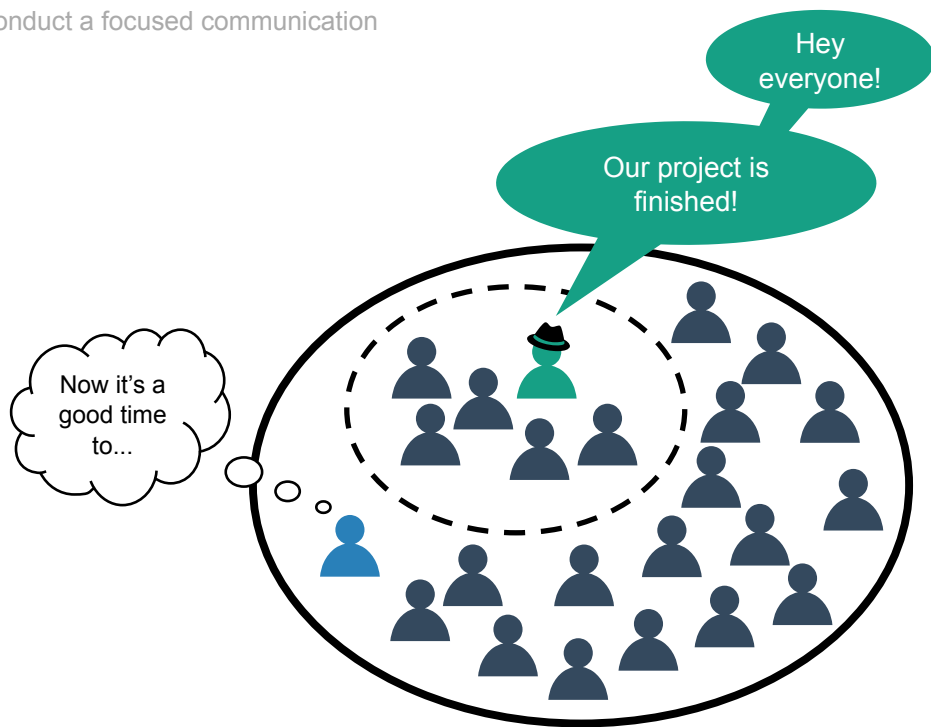 onduct a focused communication
Hey
everyone!
Our project is
finished!
Now it’s a
good time
to...